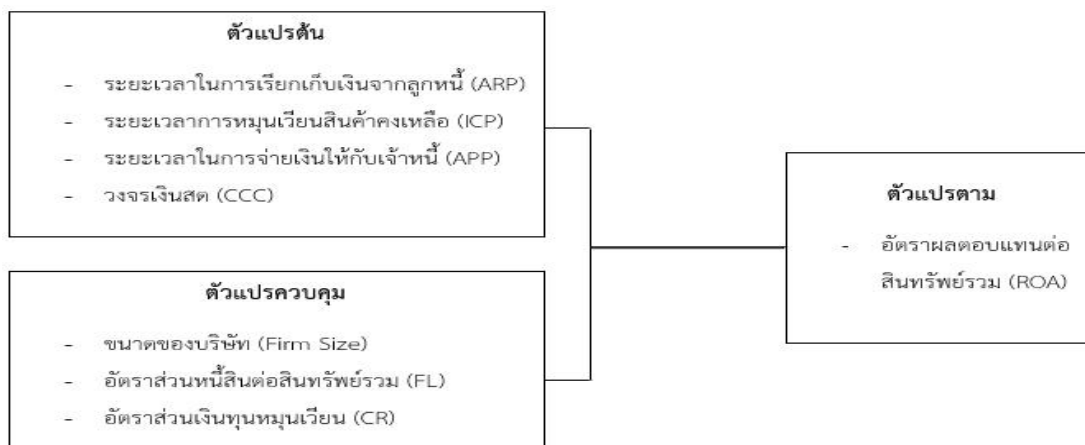 ตัวแปรต้น
- ระยะเวลาในการเรียกเก็บเงินจากลูกหนี้ (ARP)
- ระยะเวลาการหมุนเวียนสินค้าคงเหลือ (ICP)
- ระยะเวลาในการจ่ายเงินให้กับเจ้าหนี้ (APP)
- วงจรเงินสด (CCC)
ตัวแปรควบคุม
- ขนาดของบริษัท (Firm Size)
- อัตราส่วนหนี้สินต่อสินทรัพย์รวม (FL)
- อัตราส่วนเงินทุนหมุนเวียน (CR)
ตัวแปรตาม
- อัตราผลตอบแทนต่อ
สินทรัพย์รวม (ROA)